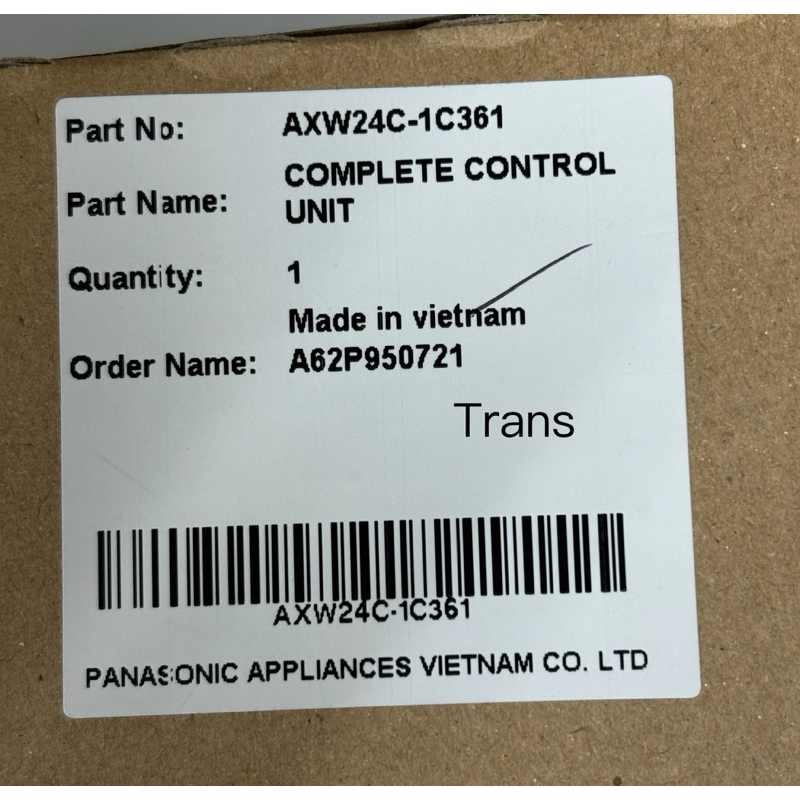 Part No: AXW24C-1C361
Part Name: COMPLETE CONTROL
UNIT
Quantity: 1
Made in vietnam
Order Name: A62P950721
Trans
AXW24C-1C361
PANASONIC APPLIANCES VIETNAM CO. LTD